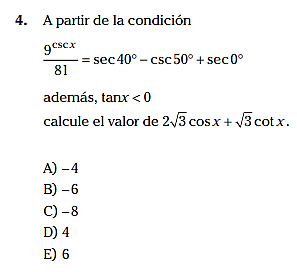 4. A partir de la condición
9^cscx / 81 = sec40° − csc50° + sec0°
además, tanx < 0
calcule el valor de 2√3 cosx + √3 cotx.
A) −4
B) −6
C) −8
D) 4
E) 6